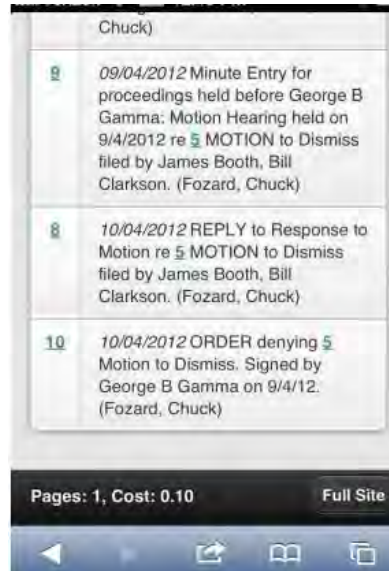 Chuck)
9 09/04/2012 Minute Entry for
proceedings held before George B
Gamma: Motion Hearing held on
9/4/2012 re 5 MOTION to Dismiss
filed by James Booth, Bill
Clarkson. (Fozard, Chuck)
8 10/04/2012 REPLY to Response to
Motion re 5 MOTION to Dismiss
filed by James Booth, Bill
Clarkson. (Fozard, Chuck)
10 10/04/2012 ORDER denying 5
Motion to Dismiss. Signed by
George B Gamma on 9/4/12.
(Fozard, Chuck)
Pages: 1, Cost: 0.10 Full Site